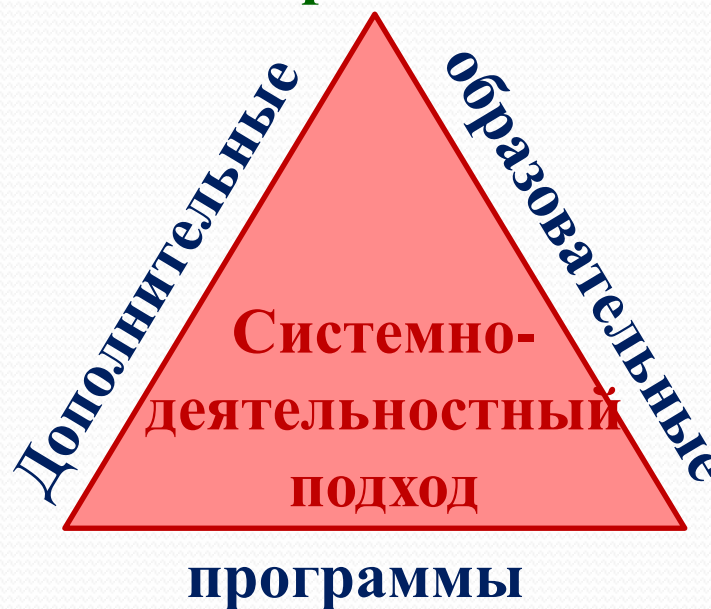 Дополнительные
образовательные
Системно-
деятельностный
подход
программы